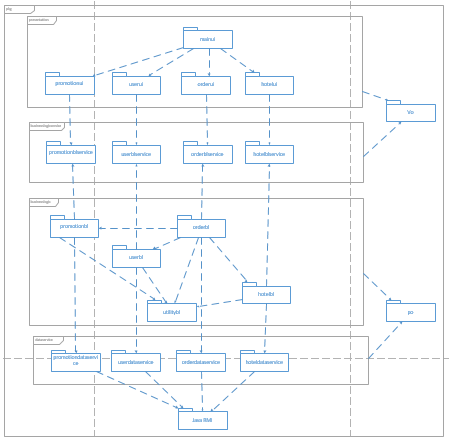 pkg
presentation
mainui
promotionui
userui
orderui
hotelui
Vo
businesslogicservice
promotionblservice
userblservice
orderblservice
hotelblservice
businesslogic
promotionbl
orderbl
userbl
hotelbl
utilitybl
po
dataservice
promotiondataservi
ce
userdataservice
orderdataservice
hoteldataservice
Java RMI